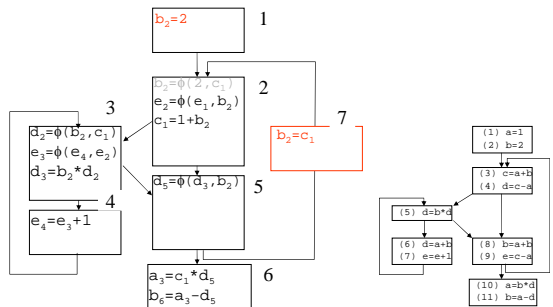 1
b₂=2
2
b₂=ϕ(2,c₁)
e₂=ϕ(e₁,b₂)
c₁=1+b₂
3
d₂=ϕ(b₂,c₁)
e₃=ϕ(e₄,e₂)
d₃=b₂*d₂
4
e₄=e₃+1
5
d₅=ϕ(d₃,b₂)
7
b₂=c₁
6
a₃=c₁*d₅
b₆=a₃-d₅
(1) a=1
(2) b=2
(3) c=a+b
(4) d=c-a
(5) d=b*d
(6) d=a+b
(7) e=e+1
(8) b=a+b
(9) e=c-a
(10) a=b*d
(11) b=a-d